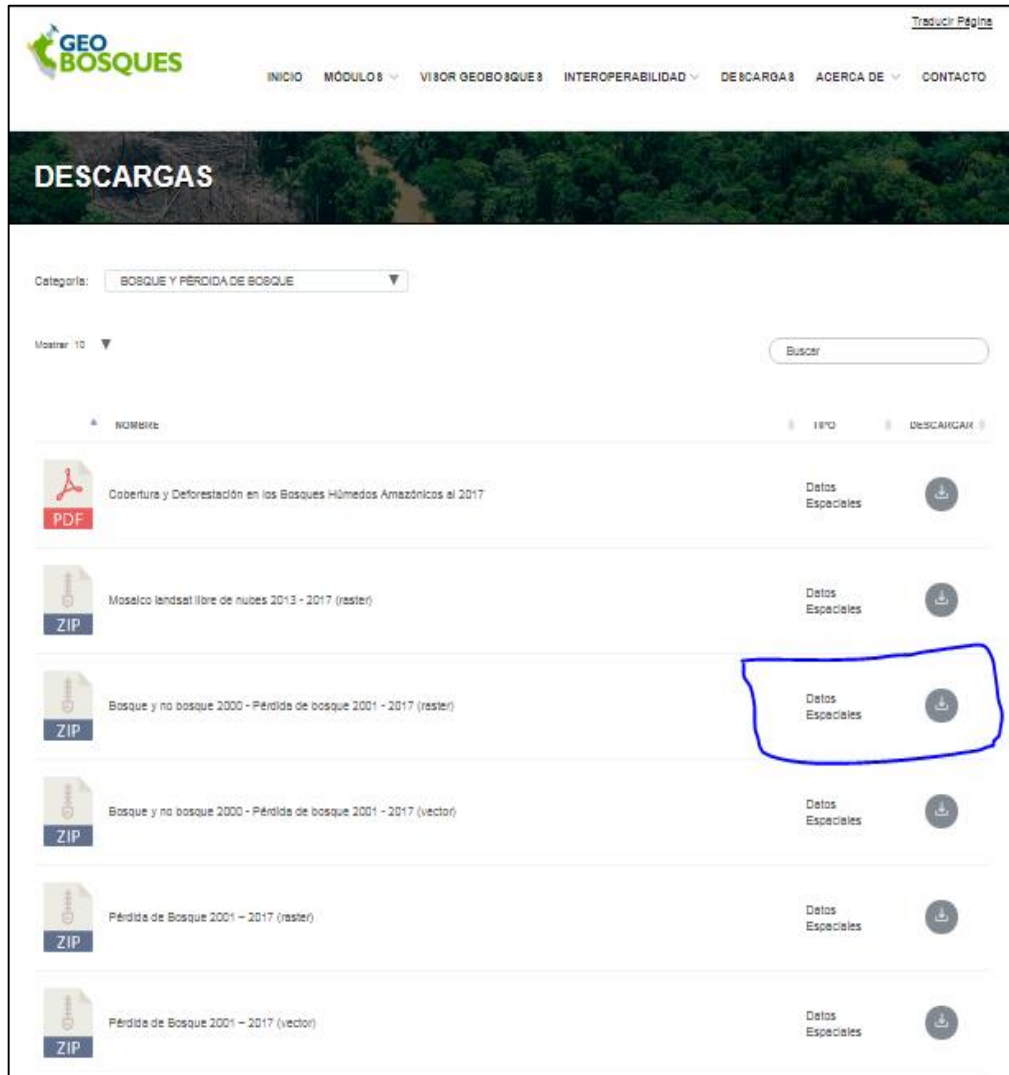 Traducir Página
GEO
BOSQUES
INICIO MÓDULOS VISOR GEOBOSQUES INTEROPERABILIDAD DESCARGAS ACERCA DE CONTACTO
DESCARGAS
Categoría: BOSQUE Y PÉRDIDA DE BOSQUE
Mostrar 10
Buscar
NOMBRE TIPO DESCARGAR
PDF
Cobertura y Deforestación en los Bosques Húmedos Amazónicos al 2017
Datos
Espaciales
ZIP
Mosaico landsat libre de nubes 2013 - 2017 (raster)
Datos
Espaciales
ZIP
Bosque y no bosque 2000 - Pérdida de bosque 2001 - 2017 (raster)
Datos
Espaciales
ZIP
Bosque y no bosque 2000 - Pérdida de bosque 2001 - 2017 (vector)
Datos
Espaciales
ZIP
Pérdida de Bosque 2001 – 2017 (raster)
Datos
Espaciales
ZIP
Pérdida de Bosque 2001 – 2017 (vector)
Datos
Espaciales